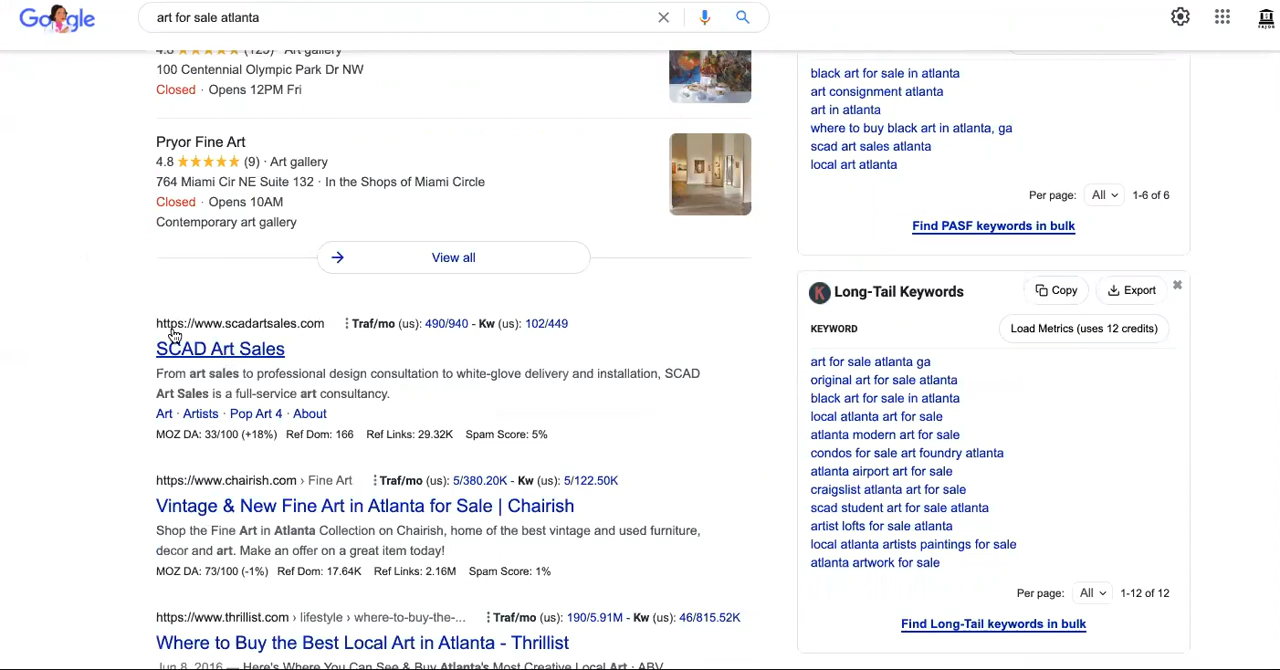 Google
art for sale atlanta
4.8 (125) · Art gallery
100 Centennial Olympic Park Dr NW
Closed · Opens 12PM Fri
Pryor Fine Art
4.8 (9) · Art gallery
764 Miami Cir NE Suite 132 · In the Shops of Miami Circle
Closed · Opens 10AM
Contemporary art gallery
View all
https://www.scadartsales.com Traf/mo (us): 490/940 - Kw (us): 102/449
SCAD Art Sales
From art sales to professional design consultation to white-glove delivery and installation, SCAD
Art Sales is a full-service art consultancy.
Art · Artists · Pop Art 4 · About
MOZ DA: 33/100 (+18%) Ref Dom: 166 Ref Links: 29.32K Spam Score: 5%
https://www.chairish.com › Fine Art Traf/mo (us): 5/380.20K - Kw (us): 5/122.50K
Vintage & New Fine Art in Atlanta for Sale | Chairish
Shop the Fine Art in Atlanta Collection on Chairish, home of the best vintage and used furniture,
decor and art. Make an offer on a great item today!
MOZ DA: 73/100 (-1%) Ref Dom: 17.64K Ref Links: 2.16M Spam Score: 1%
https://www.thrillist.com › lifestyle › where-to-buy-the-... Traf/mo (us): 190/5.91M - Kw (us): 46/815.52K
Where to Buy the Best Local Art in Atlanta - Thrillist
Jun 8, 2016 — Here's Where You Can See & Buy Atlanta's Most Creative Local Art · ABV
black art for sale in atlanta
art consignment atlanta
art in atlanta
where to buy black art in atlanta, ga
scad art sales atlanta
local art atlanta
Per page: All 1-6 of 6
Find PASF keywords in bulk
K Long-Tail Keywords Copy Export
KEYWORD Load Metrics (uses 12 credits)
art for sale atlanta ga
original art for sale atlanta
black art for sale in atlanta
local atlanta art for sale
atlanta modern art for sale
condos for sale art foundry atlanta
atlanta airport art for sale
craigslist atlanta art for sale
scad student art for sale atlanta
artist lofts for sale atlanta
local atlanta artists paintings for sale
atlanta artwork for sale
Per page: All 1-12 of 12
Find Long-Tail keywords in bulk